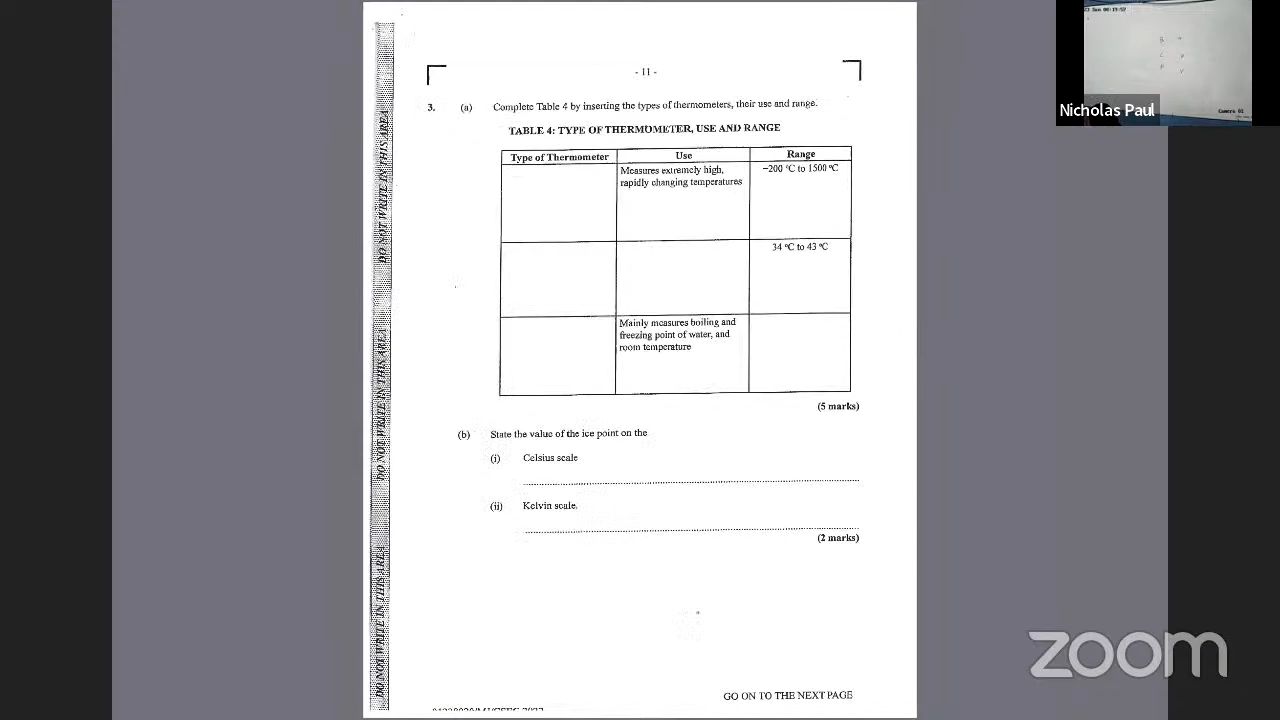 - 11 -
3. (a) Complete Table 4 by inserting the types of thermometers, their use and range.
TABLE 4: TYPE OF THERMOMETER, USE AND RANGE
Type of Thermometer Use Range
Measures extremely high, −200 °C to 1500 °C
rapidly changing temperatures
34 °C to 43 °C
Mainly measures boiling and
freezing point of water, and
room temperature
(5 marks)
(b) State the value of the ice point on the
(i) Celsius scale
(ii) Kelvin scale.
(2 marks)
GO ON TO THE NEXT PAGE
DO NOT WRITE IN THIS AREA
DO NOT WRITE IN THIS AREA
DO NOT WRITE IN THIS AREA
Nicholas Paul
Camera 01
zoom